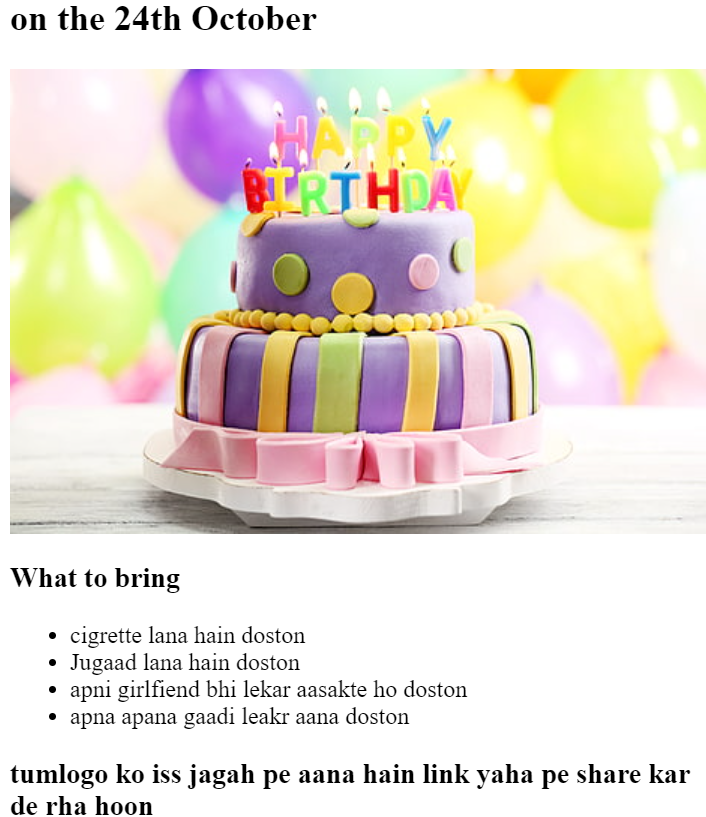 on the 24th October
HAPPY
BIRTHDAY
What to bring
cigrette lana hain doston
Jugaad lana hain doston
apni girlfiend bhi lekar aasakte ho doston
apna apana gaadi leakr aana doston
tumlogo ko iss jagah pe aana hain link yaha pe share kar
de rha hoon